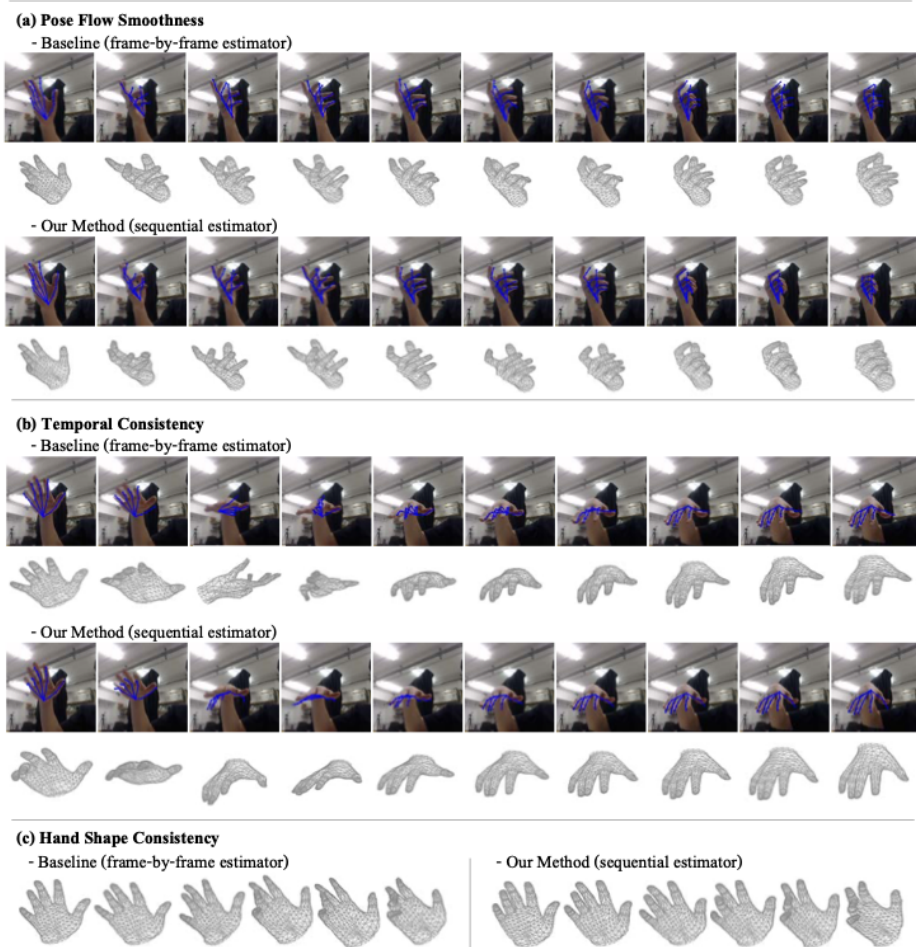 (a) Pose Flow Smoothness
- Baseline (frame-by-frame estimator)
- Our Method (sequential estimator)
(b) Temporal Consistency
- Baseline (frame-by-frame estimator)
- Our Method (sequential estimator)
(c) Hand Shape Consistency
- Baseline (frame-by-frame estimator)
- Our Method (sequential estimator)